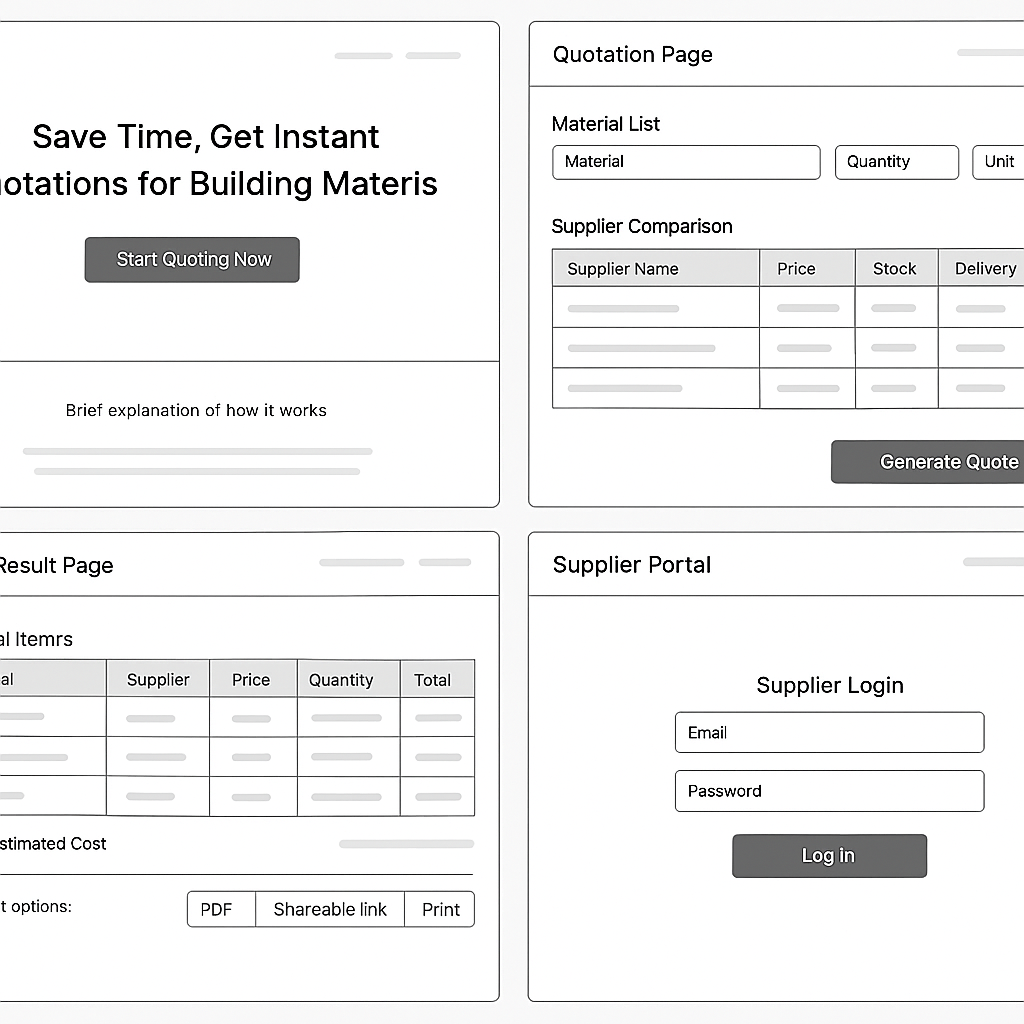 Save Time, Get Instant
otations for Building Materis
Start Quoting Now
Brief explanation of how it works
Quotation Page
Material List
Material
Quantity
Unit
Supplier Comparison
Supplier Name Price Stock Delivery
Generate Quote
Result Page
al Itemrs
al Supplier Price Quantity Total
stimated Cost
t options:
PDF Shareable link Print
Supplier Portal
Supplier Login
Email
Password
Log in